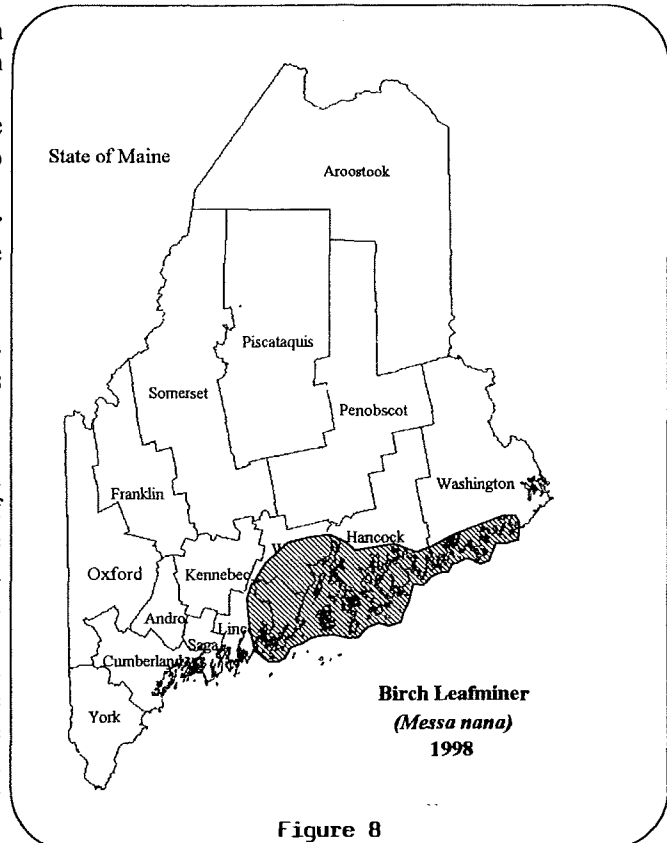 State of Maine
Aroostook
Piscataquis
Somerset
Penobscot
Washington
Franklin
Hancock
Oxford
Kennebec
Andro
Linc
Saga
Cumberland
York
Birch Leafminer
(Messa nana)
1998
Figure 8